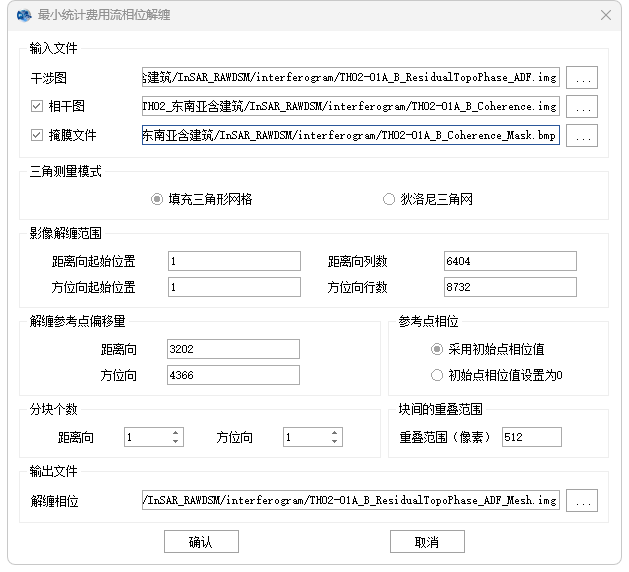 最小统计费用流相位解缠
输入文件
干涉图 含建筑/InSAR_RAWDSM/interferogram/TH02-01A_B_ResidualTopoPhase_ADF.img ...
相干图 TH02_东南亚含建筑/InSAR_RAWDSM/interferogram/TH02-01A_B_Coherence.img ...
掩膜文件 东南亚含建筑/InSAR_RAWDSM/interferogram/TH02-01A_B_Coherence_Mask.bmp ...
三角测量模式
填充三角形网格 狄洛尼三角网
影像解缠范围
距离向起始位置 1 距离向列数 6404
方位向起始位置 1 方位向行数 8732
解缠参考点偏移量 参考点相位
距离向 3202 采用初始点相位值
方位向 4366 初始点相位值设置为0
分块个数 块间的重叠范围
距离向 1 方位向 1 重叠范围（像素） 512
输出文件
解缠相位 /InSAR_RAWDSM/interferogram/TH02-01A_B_ResidualTopoPhase_ADF_Mesh.img ...
确认 取消